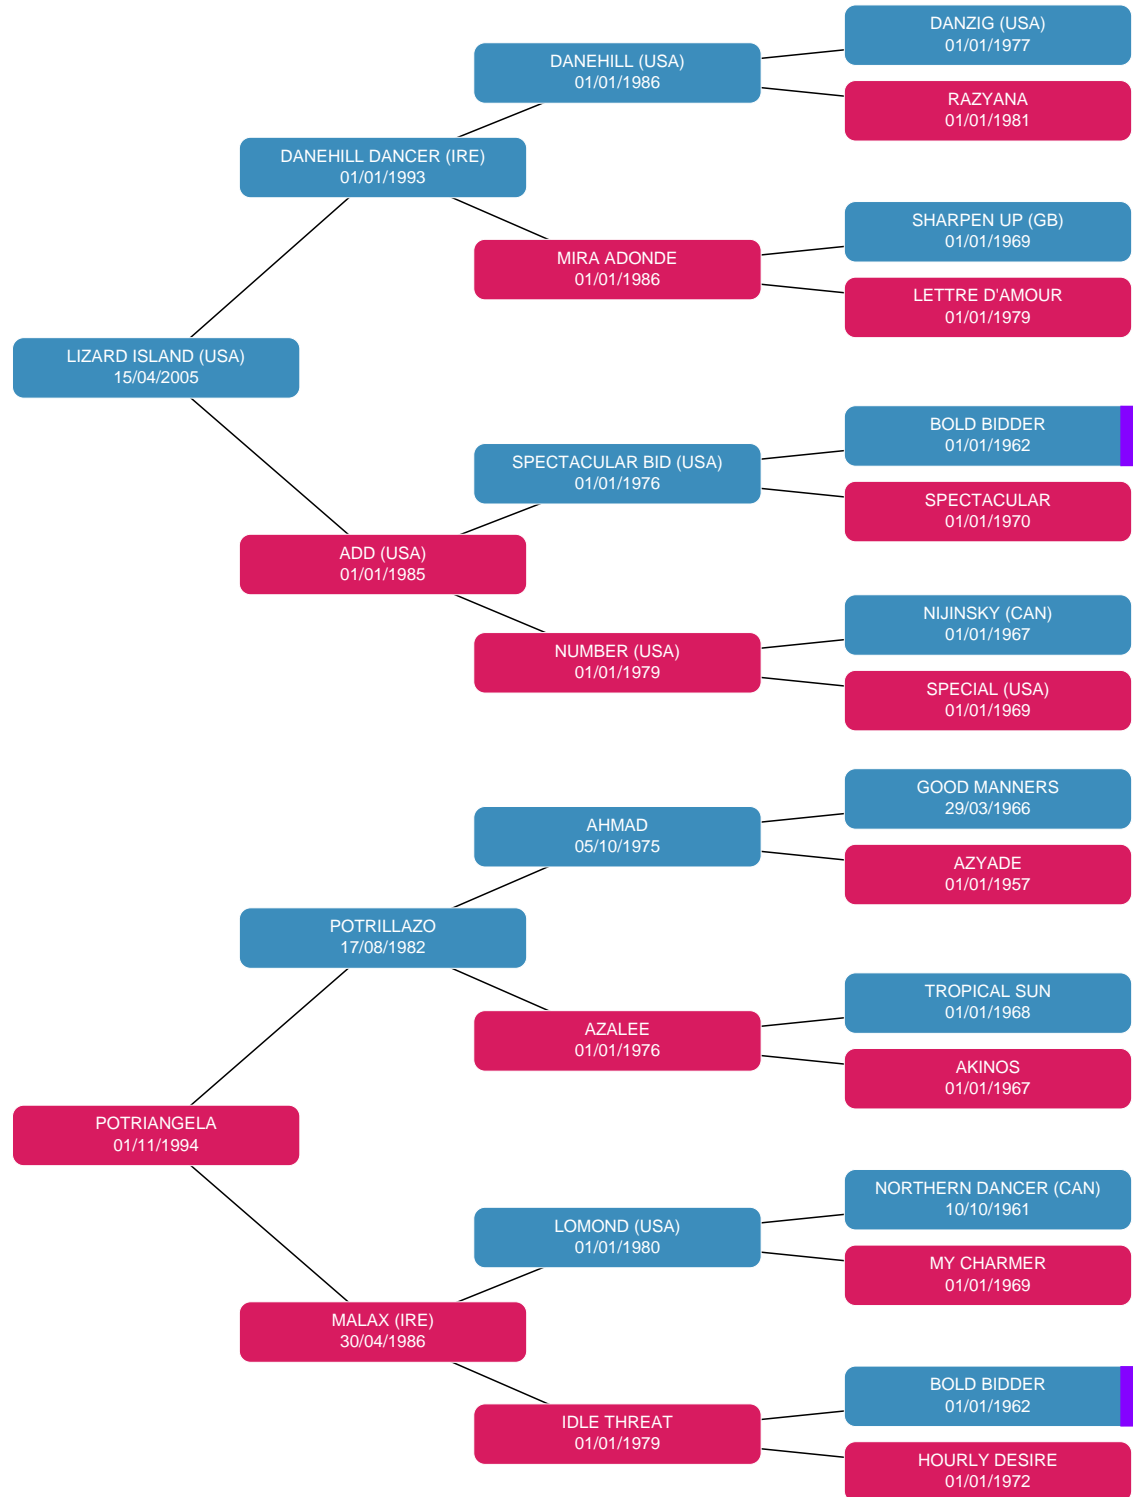 DANZIG (USA)
01/01/1977
DANEHILL (USA)
01/01/1986
RAZYANA
01/01/1981
DANEHILL DANCER (IRE)
01/01/1993
SHARPEN UP (GB)
01/01/1969
MIRA ADONDE
01/01/1986
LETTRE D'AMOUR
01/01/1979
LIZARD ISLAND (USA)
15/04/2005
BOLD BIDDER
01/01/1962
SPECTACULAR BID (USA)
01/01/1976
SPECTACULAR
01/01/1970
ADD (USA)
01/01/1985
NIJINSKY (CAN)
01/01/1967
NUMBER (USA)
01/01/1979
SPECIAL (USA)
01/01/1969
GOOD MANNERS
29/03/1966
AHMAD
05/10/1975
AZYADE
01/01/1957
POTRILLAZO
17/08/1982
TROPICAL SUN
01/01/1968
AZALEE
01/01/1976
AKINOS
01/01/1967
POTRIANGELA
01/11/1994
NORTHERN DANCER (CAN)
10/10/1961
LOMOND (USA)
01/01/1980
MY CHARMER
01/01/1969
MALAX (IRE)
30/04/1986
BOLD BIDDER
01/01/1962
IDLE THREAT
01/01/1979
HOURLY DESIRE
01/01/1972